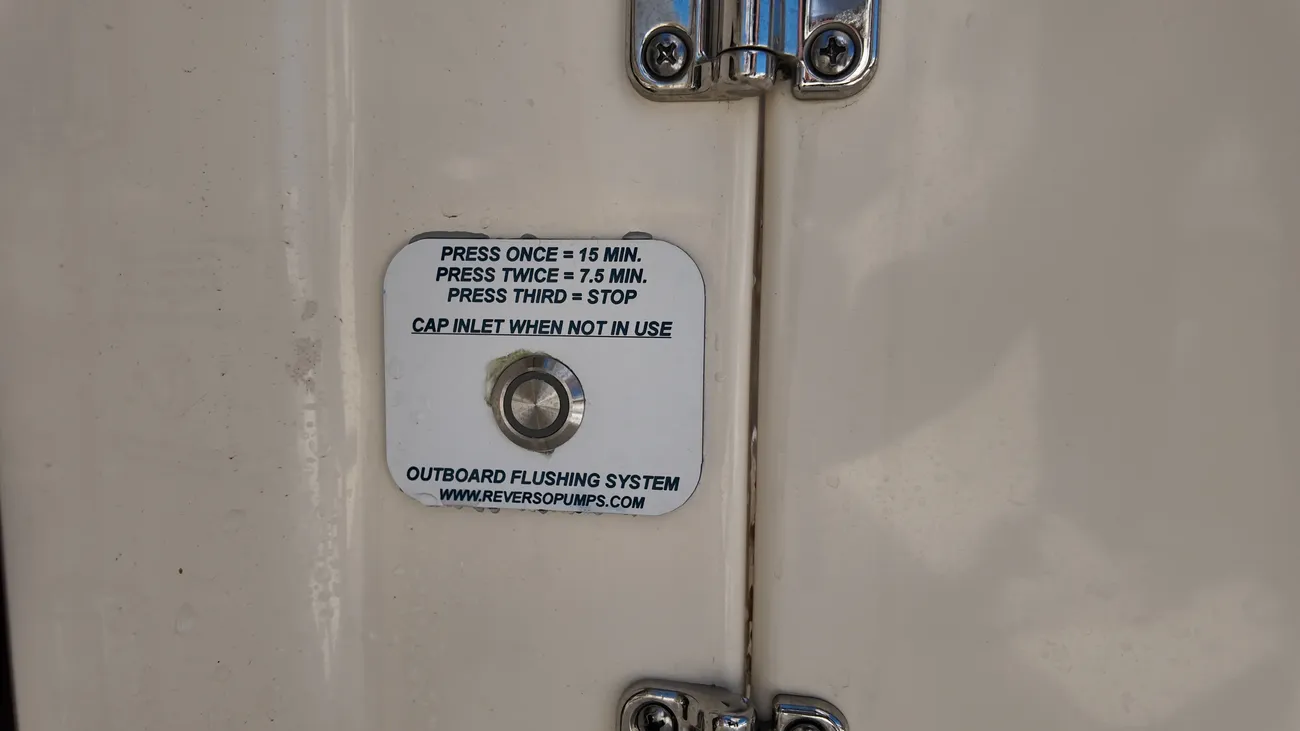 PRESS ONCE = 15 MIN.
PRESS TWICE = 7.5 MIN.
PRESS THIRD = STOP
CAP INLET WHEN NOT IN USE
OUTBOARD FLUSHING SYSTEM
WWW.REVERSOPUMPS.COM